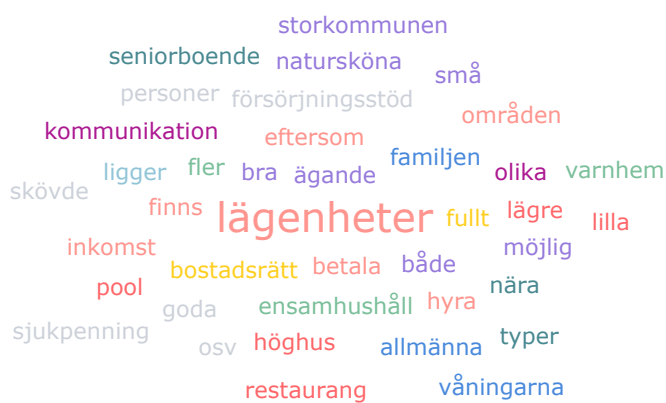 storkommunen
seniorboende natursköna
små
personer försörjningsstöd
områden
kommunikation eftersom
familjen
ligger fler bra ägande olika varnhem
skövde
finns lägenheter fullt lägre lilla
inkomst bostadsrätt betala både möjlig
pool nära
goda ensamhushåll hyra
sjukpenning osv höghus allmänna typer
restaurang våningarna